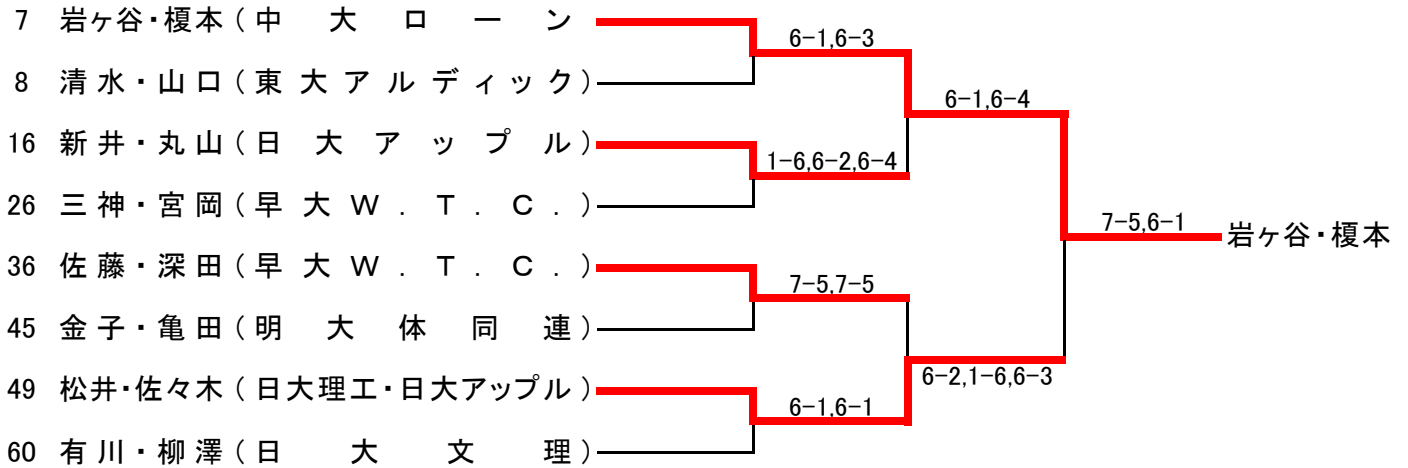 7 岩ヶ谷・榎本(中大ローン
6-1,6-3
8 清水・山口(東大アルディック)
6-1,6-4
16 新井・丸山(日大アップル)
1-6,6-2,6-4
26 三神・宮岡(早大W.T.C.)
7-5,6-1
岩ヶ谷・榎本
36 佐藤・深田(早大W.T.C.)
7-5,7-5
45 金子・亀田(明大体同連)
6-2,1-6,6-3
49 松井・佐々木(日大理工・日大アップル)
6-1,6-1
60 有川・柳澤(日大文理)